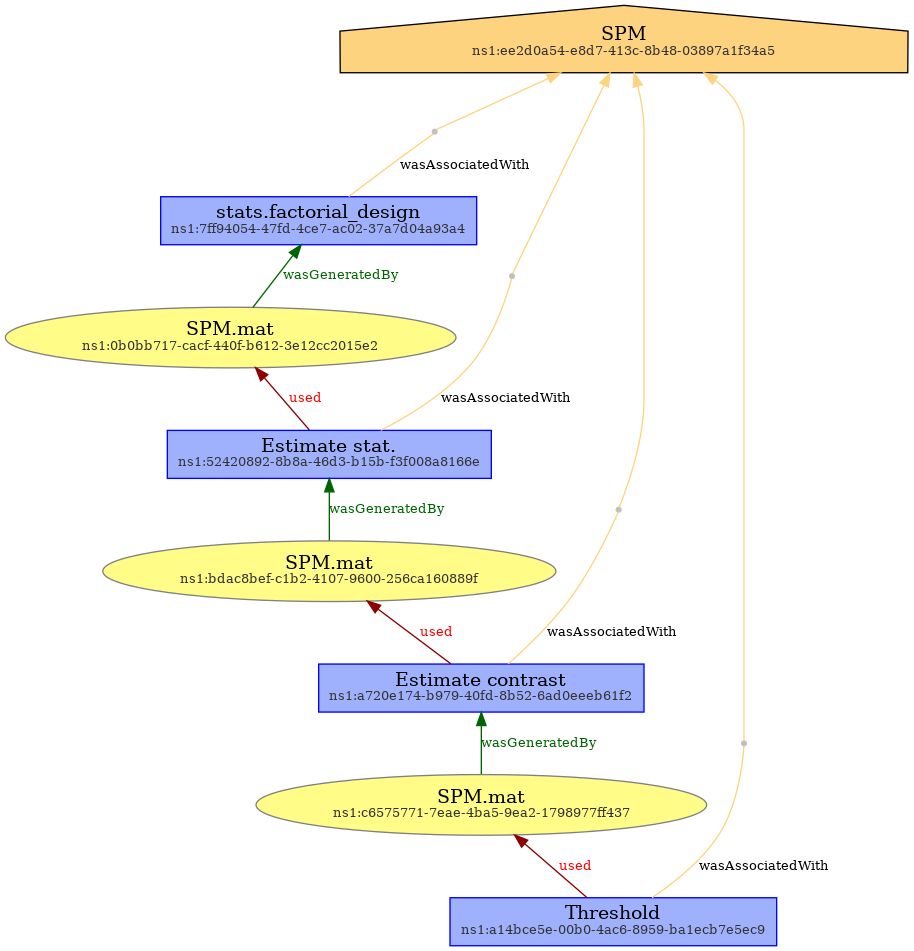 SPM
ns1:ee2d0a54-e8d7-413c-8b48-03897a1f34a5
wasAssociatedWith
stats.factorial_design
ns1:7ff94054-47fd-4ce7-ac02-37a7d04a93a4
wasGeneratedBy
SPM.mat
ns1:0b0bb717-cacf-440f-b612-3e12cc2015e2
used
wasAssociatedWith
Estimate stat.
ns1:52420892-8b8a-46d3-b15b-f3f008a8166e
wasGeneratedBy
SPM.mat
ns1:bdac8bef-c1b2-4107-9600-256ca160889f
used
wasAssociatedWith
Estimate contrast
ns1:a720e174-b979-40fd-8b52-6ad0eeeb61f2
wasGeneratedBy
SPM.mat
ns1:c6575771-7eae-4ba5-9ea2-1798977ff437
used
wasAssociatedWith
Threshold
ns1:a14bce5e-00b0-4ac6-8959-ba1ecb7e5ec9